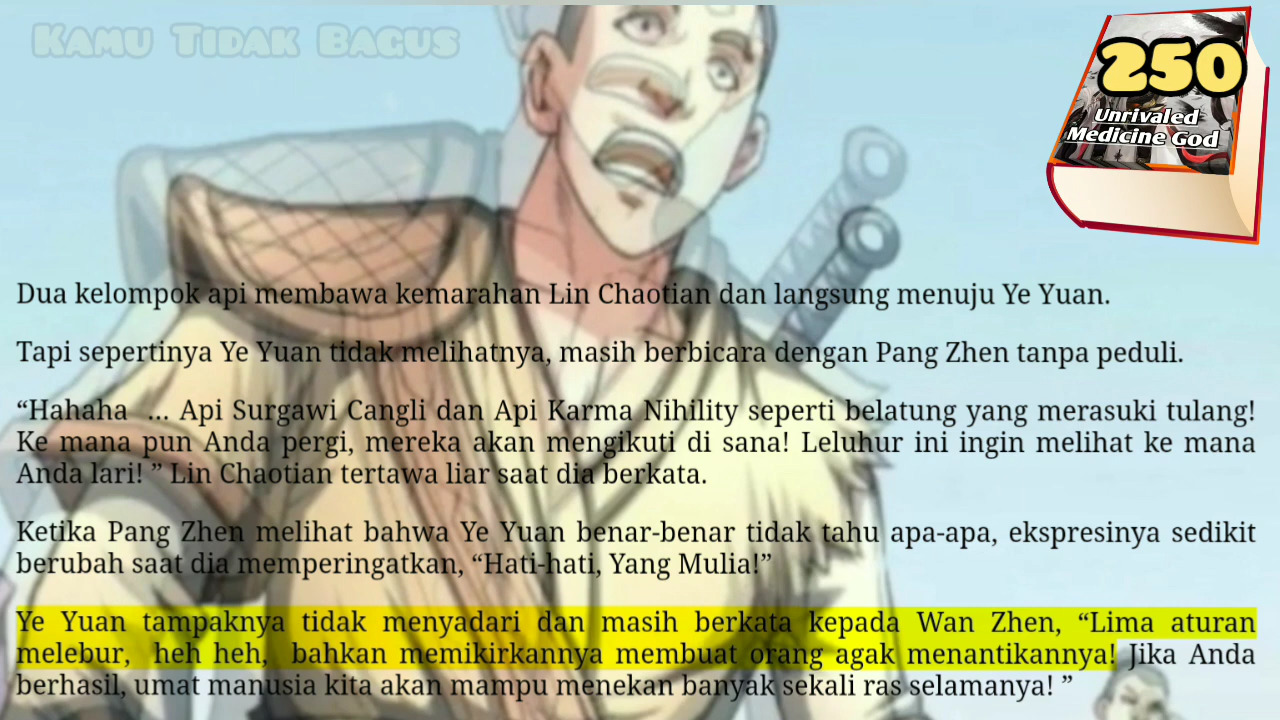 Kamu Tidak Bagus
250
Unrivaled
Medicine God
Dua kelompok api membawa kemarahan Lin Chaotian dan langsung menuju Ye Yuan.
Tapi sepertinya Ye Yuan tidak melihatnya, masih berbicara dengan Pang Zhen tanpa peduli.
“Hahaha … Api Surgawi Cangli dan Api Karma Nihility seperti belatung yang merasuki tulang!
Ke mana pun Anda pergi, mereka akan mengikuti di sana! Leluhur ini ingin melihat ke mana
Anda lari! ” Lin Chaotian tertawa liar saat dia berkata.
Ketika Pang Zhen melihat bahwa Ye Yuan benar-benar tidak tahu apa-apa, ekspresinya sedikit
berubah saat dia memperingatkan, “Hati-hati, Yang Mulia!”
Ye Yuan tampaknya tidak menyadari dan masih berkata kepada Wan Zhen, “Lima aturan
melebur, heh heh, bahkan memikirkannya membuat orang agak menantikannya! Jika Anda
berhasil, umat manusia kita akan mampu menekan banyak sekali ras selamanya! ”